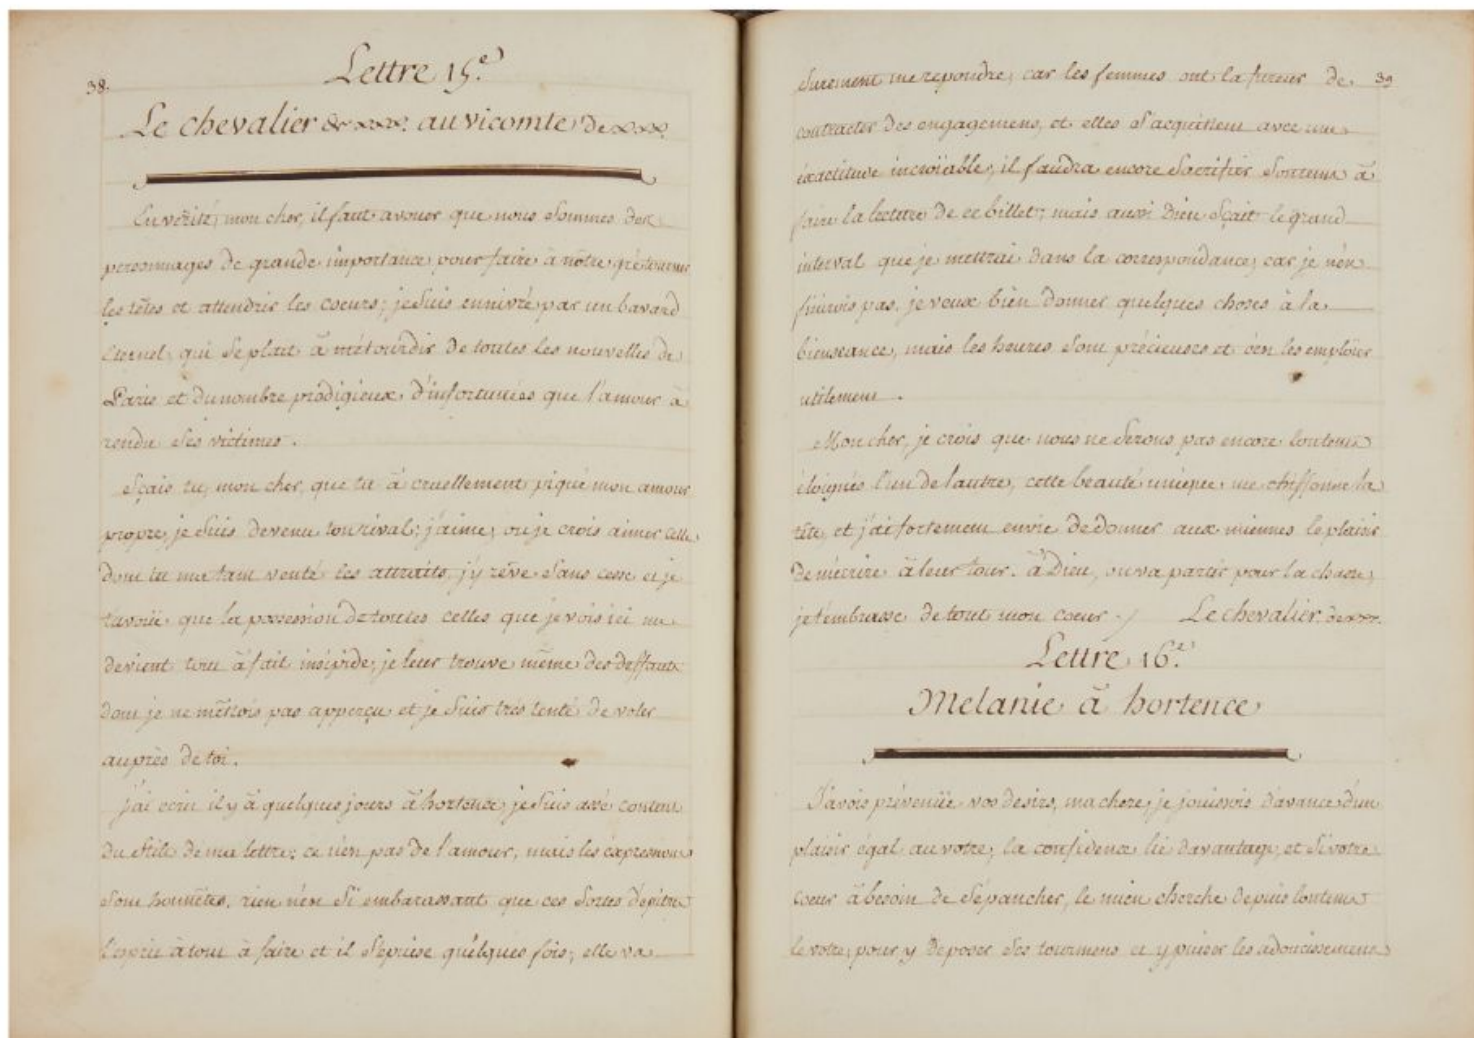 38.
Lettre 15.e
Le chevalier de xxx. au vicomte de xxx
En vérité, mon cher, il faut avouer que nous sommes des
personnages de grande importance pour faire à nôtre gré tourner
les têtes et attendrir les coeurs; je suis ennivré par un bavard
éternel, qui se plait à m'étourdir de toutes les nouvelles de
Paris et du nombre prodigieux d'infortunées que l'amour à
rendu ses victimes.
Sçais tu, mon cher, que tu à cruellement piqué mon amour
propre, je suis devenu ton rival; j'aime, ou je crois aimer celle
dont tu ma tant venté les attraits, j'y rêve sans cesse et je
t'avoüe que la possession de toutes celles que je vois ici me
devient tout à fait insipide, je leur trouve même des deffauts
dont je ne m'étois pas apperçu et je suis très tenté de voler
auprès de toi.
J'ai ecrit il y à quelques jours à hortence, je suis assé content
du stile de ma lettre; ce n'en pas de l'amour, mais les expressions
sont honnêtes. rien n'en si embarassant que ces sortes d'epitre
l'esprit à tout à faire et il s'epuise quelques fois; elle va
39
surement me repondre, car les femmes ont la fureur de
contracter des engagemens, et elles s'acquittent avec une
exactitude incroïable, il faudra encore sacrifier son tems à
faire la lecture de ce billet; mais aussi Dieu sçait le grand
interval que je mettrai dans la correspondance, car je n'en
finirois pas, je veux bien donner quelques choses à la
bienseance, mais les heures sont précieuses et c'en les emploïer
utilement.
Mon cher, je crois que nous ne serons pas encore lontems
éloignés l'un de l'autre, cette beauté unique me chiffonne la
tête, et j'ai fortement envie de donner aux miennes le plaisir
de m'écrire à leur tour. à Dieu, on va partir pour la chasse,
je t'embrasse de tout mon coeur. Le chevalier. de xxx.
Lettre 16.e
Melanie à hortence
J'avois préveniïe vos desirs, ma chere, je jouissois d'avance d'un
plaisir égal au votre; la confidence lie davantage, et si votre
coeur à besoin de s'épancher, le mien cherche depuis lontems
le votre, pour y deposer ses tourmens et y puiser les adoucissemens